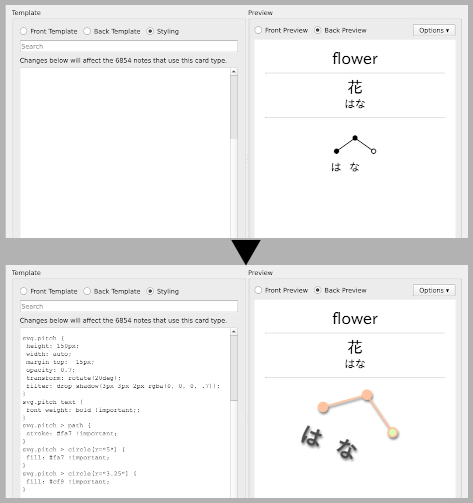 Template
Preview
Front Template
Back Template
Styling
Front Preview
Back Preview
Options ▾
Search
Changes below will affect the 6854 notes that use this card type.
flower
花
はな
は な
Template
Preview
Front Template
Back Template
Styling
Front Preview
Back Preview
Options ▾
Search
Changes below will affect the 6854 notes that use this card type.
svg.pitch {
height: 150px;
width: auto;
margin-top: -15px;
opacity: 0.7;
transform: rotate(20deg);
filter: drop-shadow(3px 3px 2px rgba(0, 0, 0, .7));
}
svg.pitch text {
font-weight: bold !important;
}
svg.pitch > path {
stroke: #fa7 !important;
}
svg.pitch > circle[r="5"] {
fill: #fa7 !important;
}
svg.pitch > circle[r="3.25"] {
fill: #cf9 !important;
}
flower
花
はな
は な